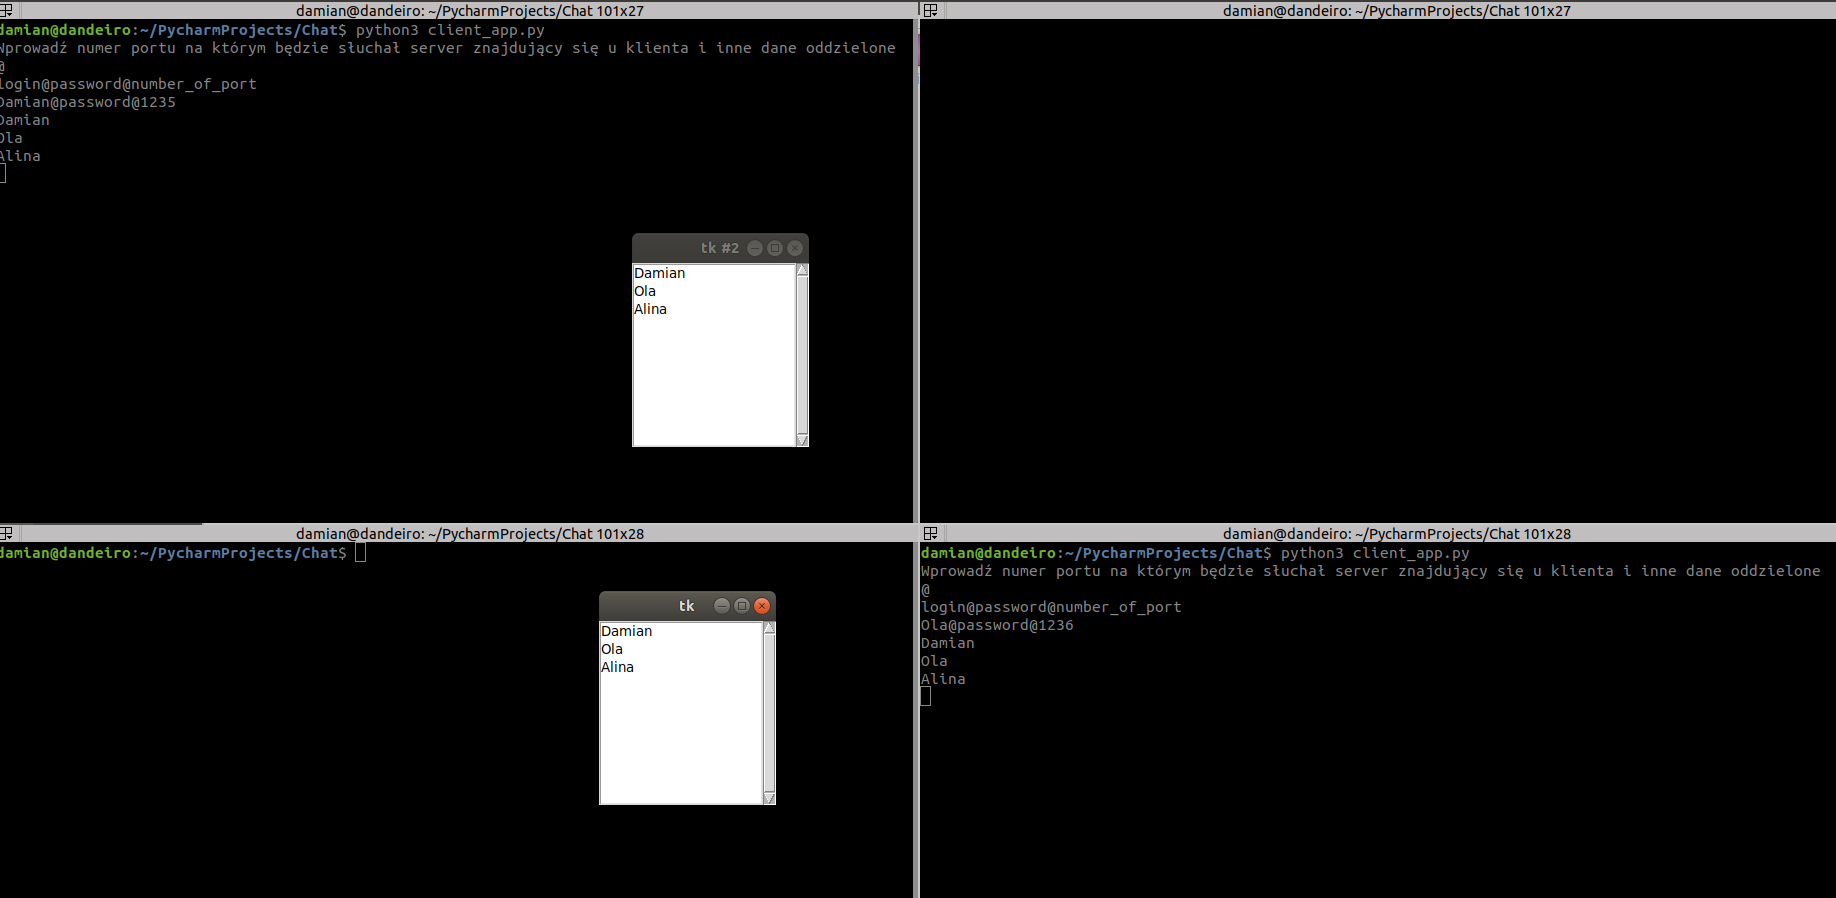 damian@dandeiro: ~/PycharmProjects/Chat 101x27
damian@dandeiro:~/PycharmProjects/Chat$ python3 client_app.py
Wprowadź numer portu na którym będzie słuchał server znajdujący się u klienta i inne dane oddzielone
@
login@password@number_of_port
Damian@password@1235
Damian
Ola
Alina
tk #2
Damian
Ola
Alina
damian@dandeiro: ~/PycharmProjects/Chat 101x27
damian@dandeiro: ~/PycharmProjects/Chat 101x28
damian@dandeiro:~/PycharmProjects/Chat$
tk
Damian
Ola
Alina
damian@dandeiro: ~/PycharmProjects/Chat 101x28
damian@dandeiro:~/PycharmProjects/Chat$ python3 client_app.py
Wprowadź numer portu na którym będzie słuchał server znajdujący się u klienta i inne dane oddzielone
@
login@password@number_of_port
Ola@password@1236
Damian
Ola
Alina